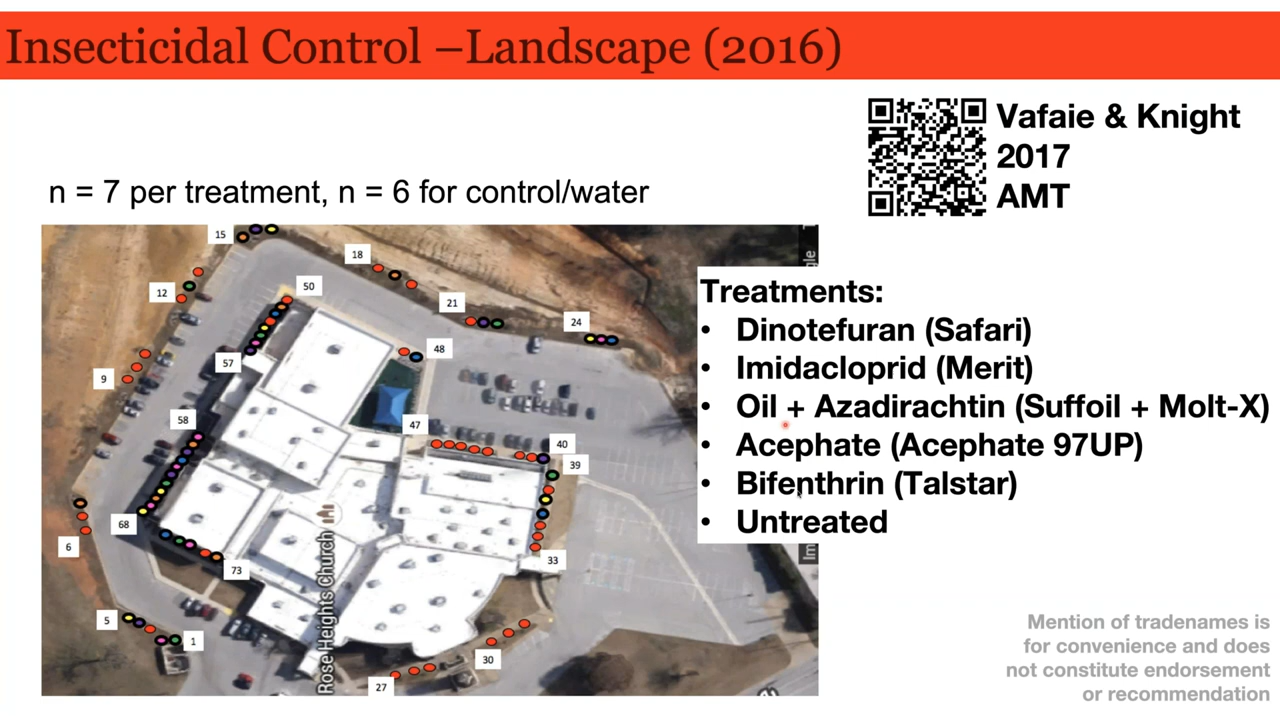 Insecticidal Control –Landscape (2016)
Vafaie & Knight
2017
AMT
n = 7 per treatment, n = 6 for control/water
15
18
12
50
21
24
57
48
9
58
47
40
39
68
6
33
73
5
1
30
27
Rose Heights Church
gle
Im
Treatments:
• Dinotefuran (Safari)
• Imidacloprid (Merit)
• Oil + Azadirachtin (Suffoil + Molt-X)
• Acephate (Acephate 97UP)
• Bifenthrin (Talstar)
• Untreated
Mention of tradenames is
for convenience and does
not constitute endorsement
or recommendation